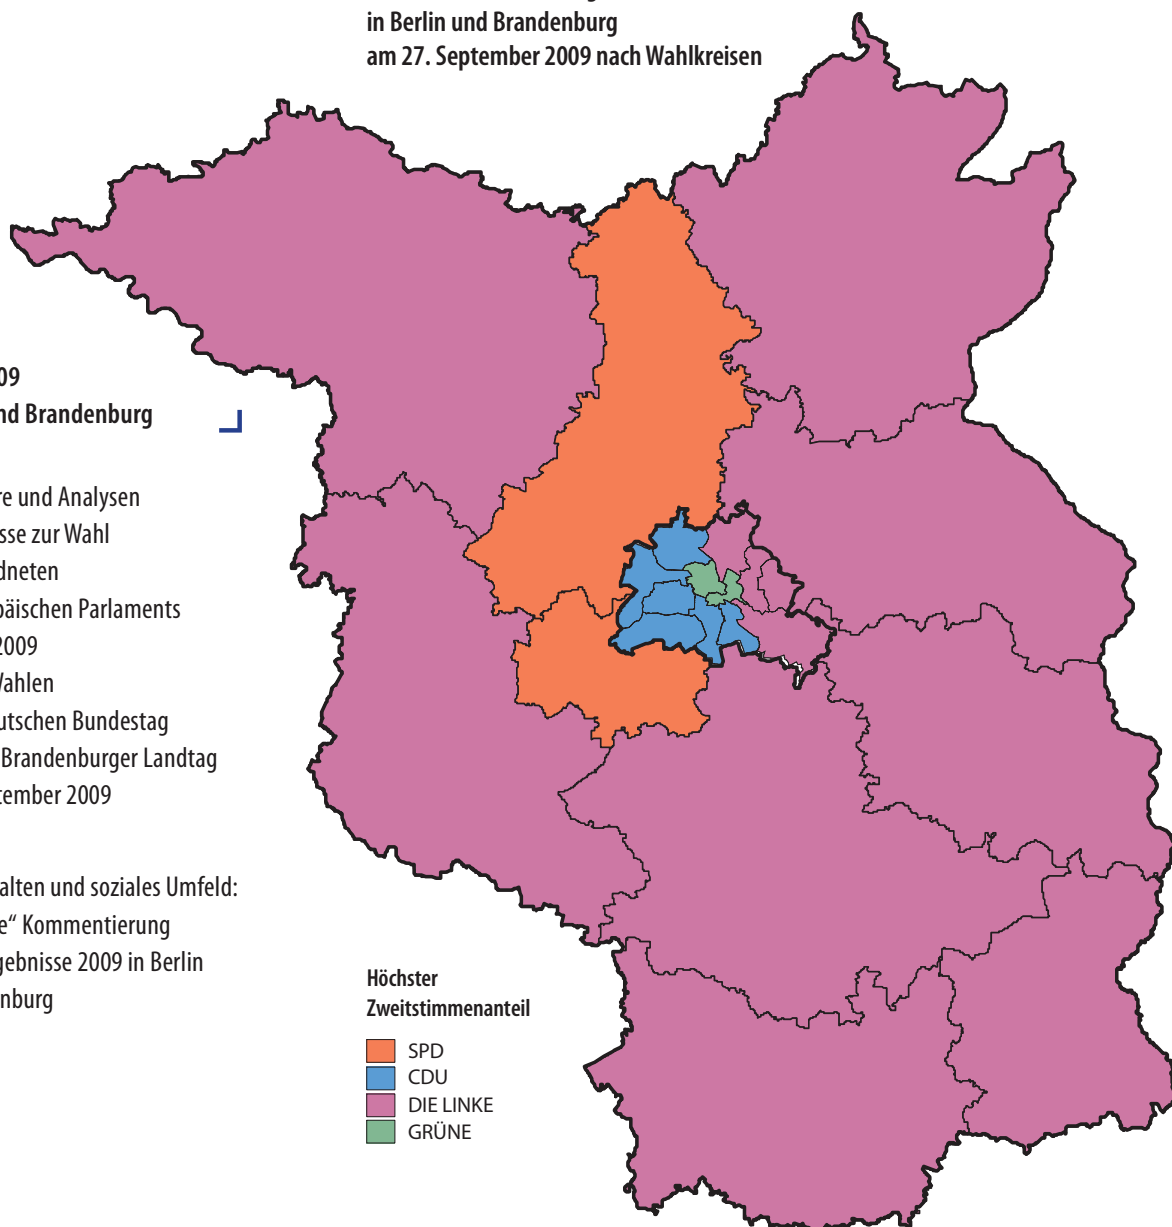 in Berlin und Brandenburg
am 27. September 2009 nach Wahlkreisen
09
nd Brandenburg
re und Analysen
sse zur Wahl
dneten
päischen Parlaments
2009
Wahlen
utschen Bundestag
Brandenburger Landtag
tember 2009
alten und soziales Umfeld:
e“ Kommentierung
gebnisse 2009 in Berlin
nburg
Höchster
Zweitstimmenanteil
SPD
CDU
DIE LINKE
GRÜNE